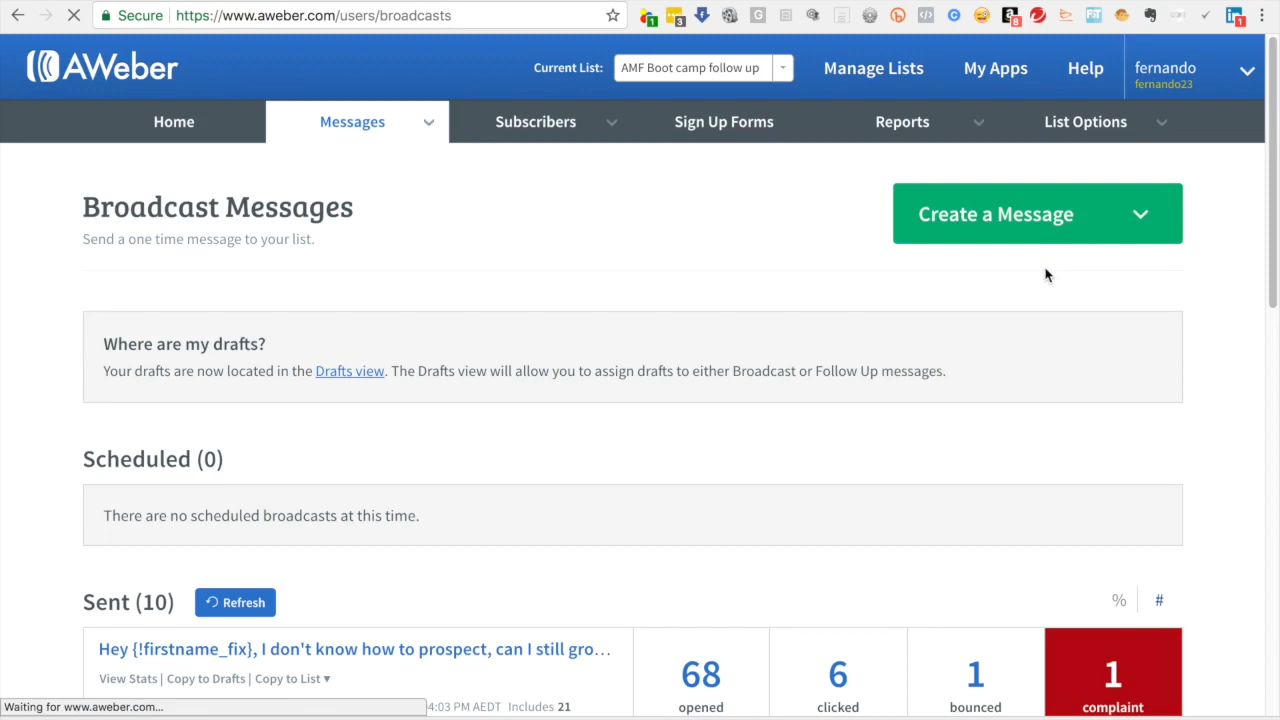 Secure https://www.aweber.com/users/broadcasts
1 3 8 1
AWeber
Current List: AMF Boot camp follow up Manage Lists My Apps Help fernando
fernando23
Home Messages Subscribers Sign Up Forms Reports List Options
Broadcast Messages
Send a one time message to your list.
Create a Message
Where are my drafts?
Your drafts are now located in the Drafts view. The Drafts view will allow you to assign drafts to either Broadcast or Follow Up messages.
Scheduled (0)
There are no scheduled broadcasts at this time.
Sent (10) Refresh % #
Hey {!firstname_fix}, I don't know how to prospect, can I still gro...
View Stats | Copy to Drafts | Copy to List ▼
68 6 1 1
opened clicked bounced complaint
Waiting for www.aweber.com... 4:03 PM AEDT Includes 21